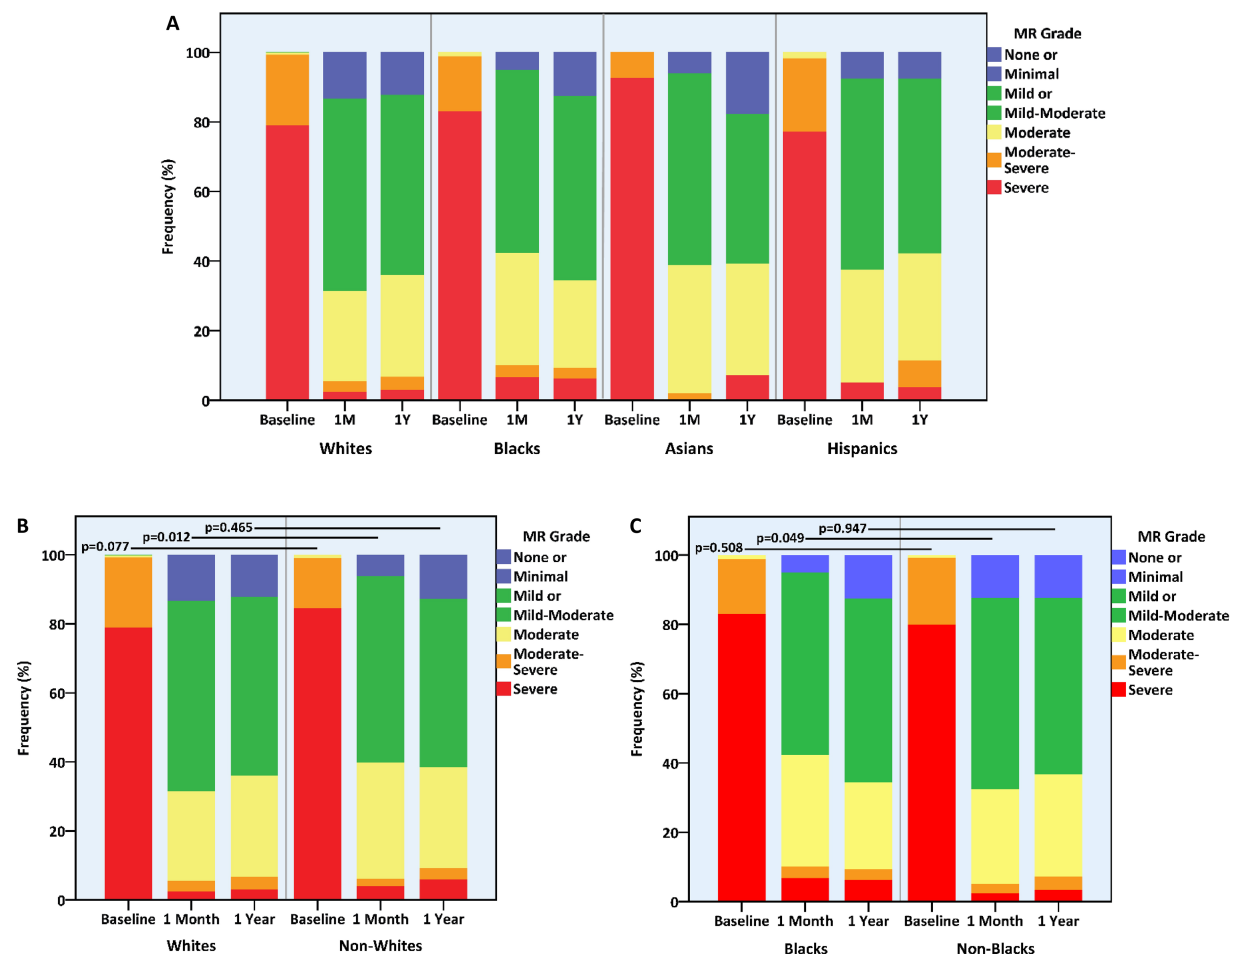 A
MR Grade
None or
Minimal
Mild or
Mild-Moderate
Moderate
Moderate-
Severe
Severe
Frequency (%)
100
80
60
40
20
0
Baseline 1M 1Y Baseline 1M 1Y Baseline 1M 1Y Baseline 1M 1Y
Whites Blacks Asians Hispanics
B
p=0.465
p=0.012
p=0.077
MR Grade
None or
Minimal
Mild or
Mild-Moderate
Moderate
Moderate-
Severe
Severe
Frequency (%)
100
80
60
40
20
0
Baseline 1 Month 1 Year Baseline 1 Month 1 Year
Whites Non-Whites
C
p=0.947
p=0.049
p=0.508
MR Grade
None or
Minimal
Mild or
Mild-Moderate
Moderate
Moderate-
Severe
Severe
Frequency (%)
100
80
60
40
20
0
Baseline 1 Month 1 Year Baseline 1 Month 1 Year
Blacks Non-Blacks